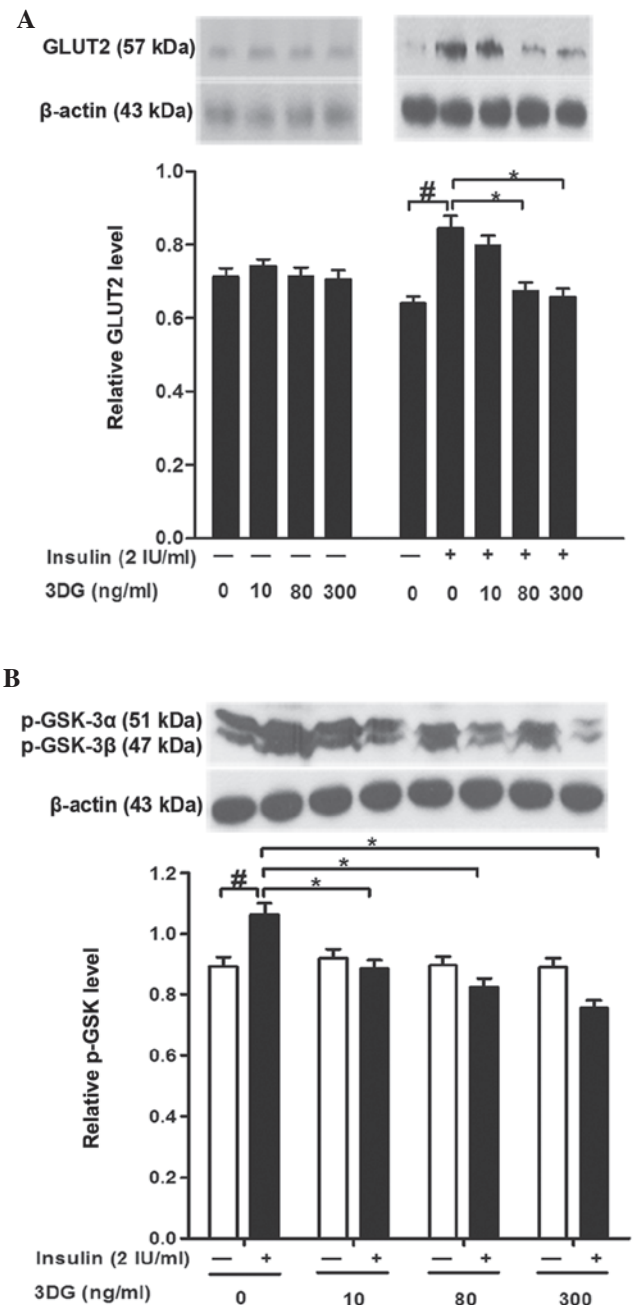 A
GLUT2 (57 kDa)
β-actin (43 kDa)
# * *
Relative GLUT2 level
1.0
0.8
0.6
0.4
0.2
0.0
Insulin (2 IU/ml) — — — — — + + + +
3DG (ng/ml) 0 10 80 300 0 0 10 80 300
B
p-GSK-3α (51 kDa)
p-GSK-3β (47 kDa)
β-actin (43 kDa)
# * * *
Relative p-GSK level
1.2
1.0
0.8
0.6
0.4
0.2
0.0
Insulin (2 IU/ml) — + — + — + — +
3DG (ng/ml) 0 10 80 300